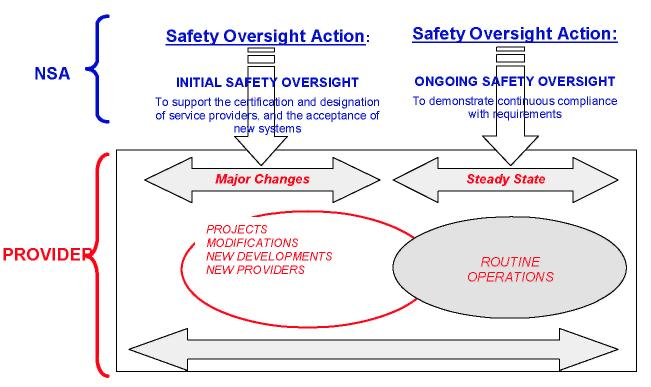 Safety Oversight Action:
Safety Oversight Action:
NSA
INITIAL SAFETY OVERSIGHT
To support the certification and designation
of service providers, and the acceptance of
new systems
ONGOING SAFETY OVERSIGHT
To demonstrate continuous compliance
with requirements
PROVIDER
Major Changes
Steady State
PROJECTS
MODIFICATIONS
NEW DEVELOPMENTS
NEW PROVIDERS
ROUTINE
OPERATIONS